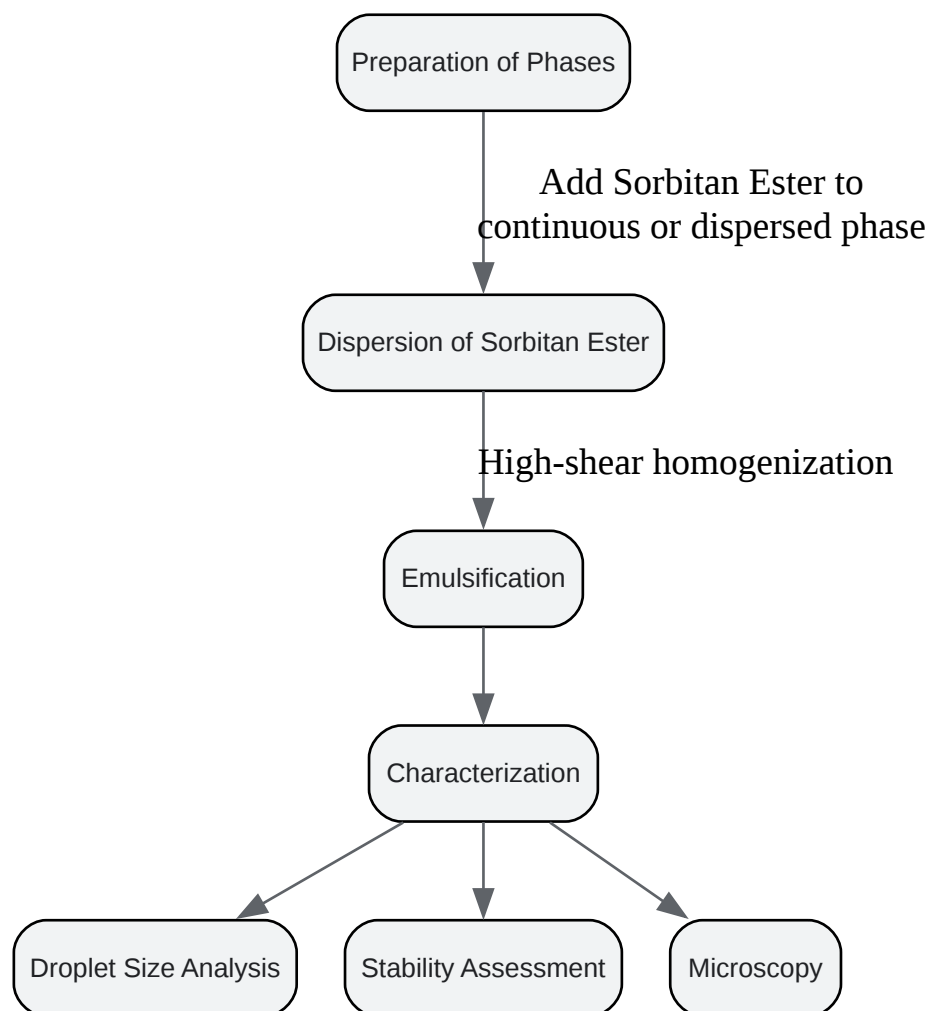 Preparation of Phases
Add Sorbitan Ester to
continuous or dispersed phase
Dispersion of Sorbitan Ester
High-shear homogenization
Emulsification
Characterization
Droplet Size Analysis
Stability Assessment
Microscopy